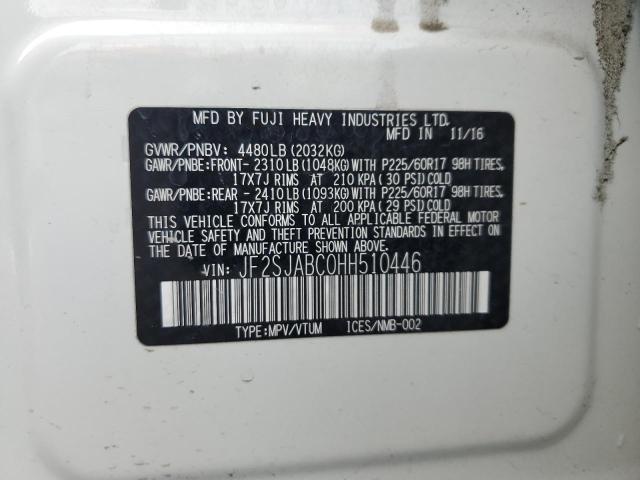 MFD BY FUJI HEAVY INDUSTRIES LTD.
MFD. IN 11/16
GVWR/PNBV: 4480LB (2032KG)
GAWR/PNBE:FRONT- 2310LB (1048KG) WITH P225/60R17 98H TIRES,
17X7J RIMS AT 210 KPA (30 PSI) COLD
GAWR/PNBE:REAR - 2410LB (1093KG) WITH P225/60R17 98H TIRES,
17X7J RIMS AT 200 KPA (29 PSI) COLD
THIS VEHICLE CONFORMS TO ALL APPLICABLE FEDERAL MOTOR
VEHICLE SAFETY AND THEFT PREVENTION STANDARDS IN EFFECT ON
THE DATE OF MANUFACTURE SHOWN ABOVE.
VIN: JF2SJABC0HH510446
TYPE:MPV/VTUM ICES/NMB-002